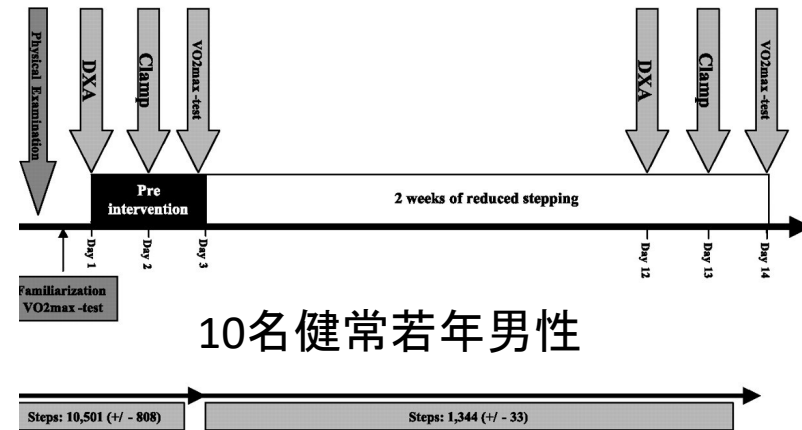 Physical Examination
DXA
Clamp
VO2max -test
DXA
Clamp
VO2max -test
Pre
intervention
2 weeks of reduced stepping
Day 1
Day 2
Day 3
Day 12
Day 13
Day 14
Familiarization
VO2max -test
10名健常若年男性
Steps: 10,501 (+/ - 808)
Steps: 1,344 (+/ - 33)